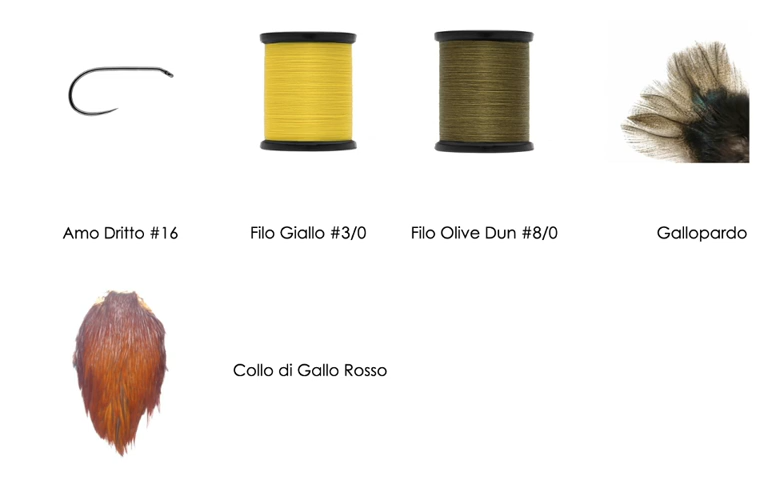 Amo Dritto #16
Filo Giallo #3/0
Filo Olive Dun #8/0
Gallopardo
Collo di Gallo Rosso